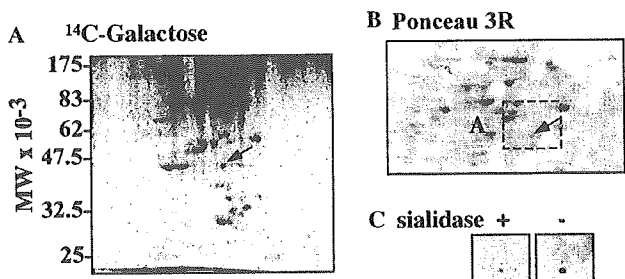 A ¹⁴C-Galactose
175
83
62
47.5
32.5
25
MW x 10⁻³
B Ponceau 3R
A
C sialidase + -